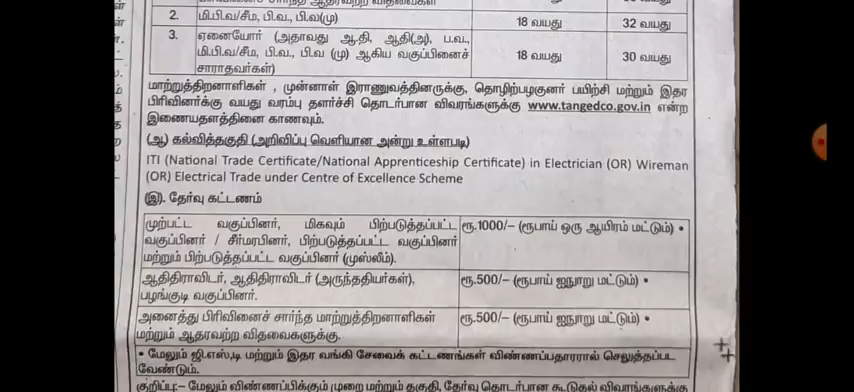 2. மி.பி.வ/சீம, பி.வ., பி.வ(மு) 18 வயது 32 வயது
3. ஏனையோர் (அதாவது ஆ.தி, ஆதி(அ), ப.வ., 18 வயது 30 வயது
மி.பி.வ/சீம, பி.வ., பி.வ (மு) ஆகிய வகுப்பினைச்
சாராதவர்கள்)
மாற்றுத்திறனாளிகள் , முன்னாள் இராணுவத்தினருக்கு, தொழிற்பழகுனர் பயிற்சி மற்றும் இதர
பிரிவினர்க்கு வயது வரம்பு தளர்ச்சி தொடர்பான விவரங்களுக்கு www.tangedco.gov.in என்ற
இணையதளத்தினை காணவும்.
(ஆ) கல்வித்தகுதி (அறிவிப்பு வெளியான அன்று உள்ளபடி)
ITI (National Trade Certificate/National Apprenticeship Certificate) in Electrician (OR) Wireman
(OR) Electrical Trade under Centre of Excellence Scheme
(இ). தேர்வு கட்டணம்
முற்பட்ட வகுப்பினர், மிகவும் பிற்படுத்தப்பட்ட ரூ.1000/– (ரூபாய் ஒரு ஆயிரம் மட்டும்) •
வகுப்பினர் / சீர்மரபினர், பிற்படுத்தப்பட்ட வகுப்பினர்
மற்றும் பிற்படுத்தப்பட்ட வகுப்பினர் (முஸ்லீம்).
ஆதிதிராவிடர், ஆதிதிராவிடர் (அருந்ததியர்கள்), ரூ.500/– (ரூபாய் ஐநூறு மட்டும்) •
பழங்குடி வகுப்பினர்.
அனைத்து பிரிவினைச் சார்ந்த மாற்றுத்திறனாளிகள் ரூ.500/– (ரூபாய் ஐநூறு மட்டும்) •
மற்றும் ஆதரவற்ற விதவைகளுக்கு.
• மேலும் ஜி.எஸ்.டி மற்றும் இதர வங்கி சேவைக் கட்டணங்கள் விண்ணப்பதாரரால் செலுத்தப்பட
வேண்டும்.
குறிப்பு:– மேலும் விண்ணப்பிக்கும் முறை மற்றும் தகுதி, தேர்வு தொடர்பான கூடுதல் விவரங்களுக்கு